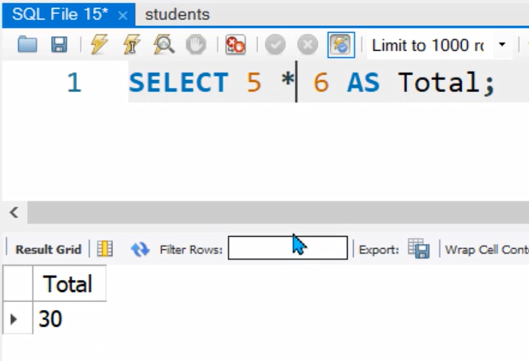 SQL File 15* × students
Limit to 1000 r
1 SELECT 5 * 6 AS Total;
Result Grid Filter Rows: Export: Wrap Cell Cont
Total
30